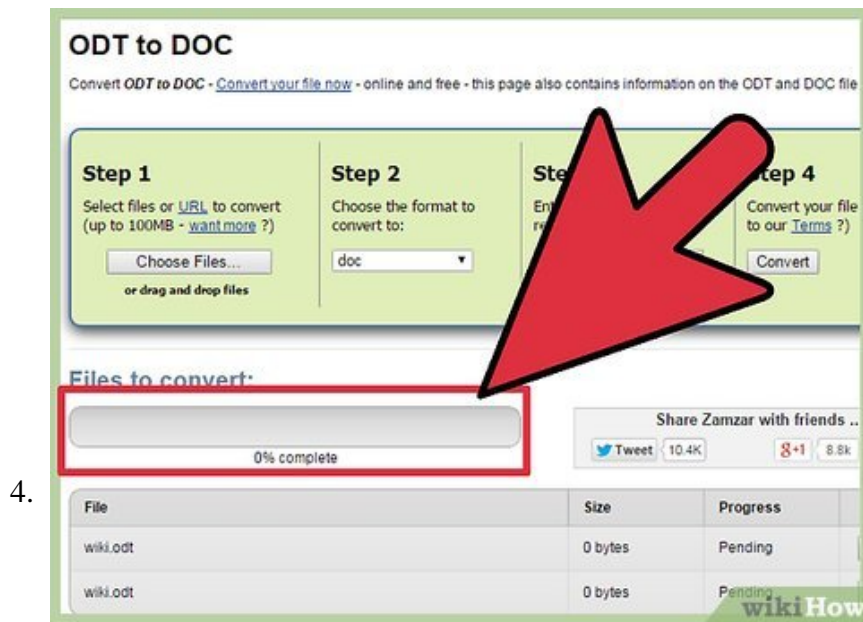 ODT to DOC
Convert ODT to DOC - Convert your file now - online and free - this page also contains information on the ODT and DOC file
Step 1
Select files or URL to convert
(up to 100MB - want more ?)
Choose Files...
or drag and drop files
Step 2
Choose the format to
convert to:
doc
Convert your file
to our Terms ?)
Convert
Files to convert:
0% complete
Share Zamzar with friends ..
Tweet 10.4K
+1 8.8k
4.
File Size Progress
wiki.odt 0 bytes Pending
wiki.odt 0 bytes Pending
wikiHow